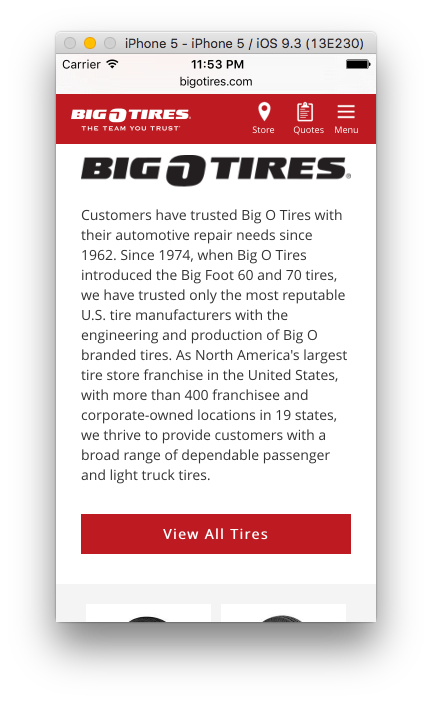 iPhone 5 - iPhone 5 / iOS 9.3 (13E230)
Carrier 11:53 PM
bigotires.com
BIG O TIRES
THE TEAM YOU TRUST
Store Quotes Menu
BIG O TIRES®
Customers have trusted Big O Tires with
their automotive repair needs since
1962. Since 1974, when Big O Tires
introduced the Big Foot 60 and 70 tires,
we have trusted only the most reputable
U.S. tire manufacturers with the
engineering and production of Big O
branded tires. As North America's largest
tire store franchise in the United States,
with more than 400 franchisee and
corporate-owned locations in 19 states,
we thrive to provide customers with a
broad range of dependable passenger
and light truck tires.
View All Tires